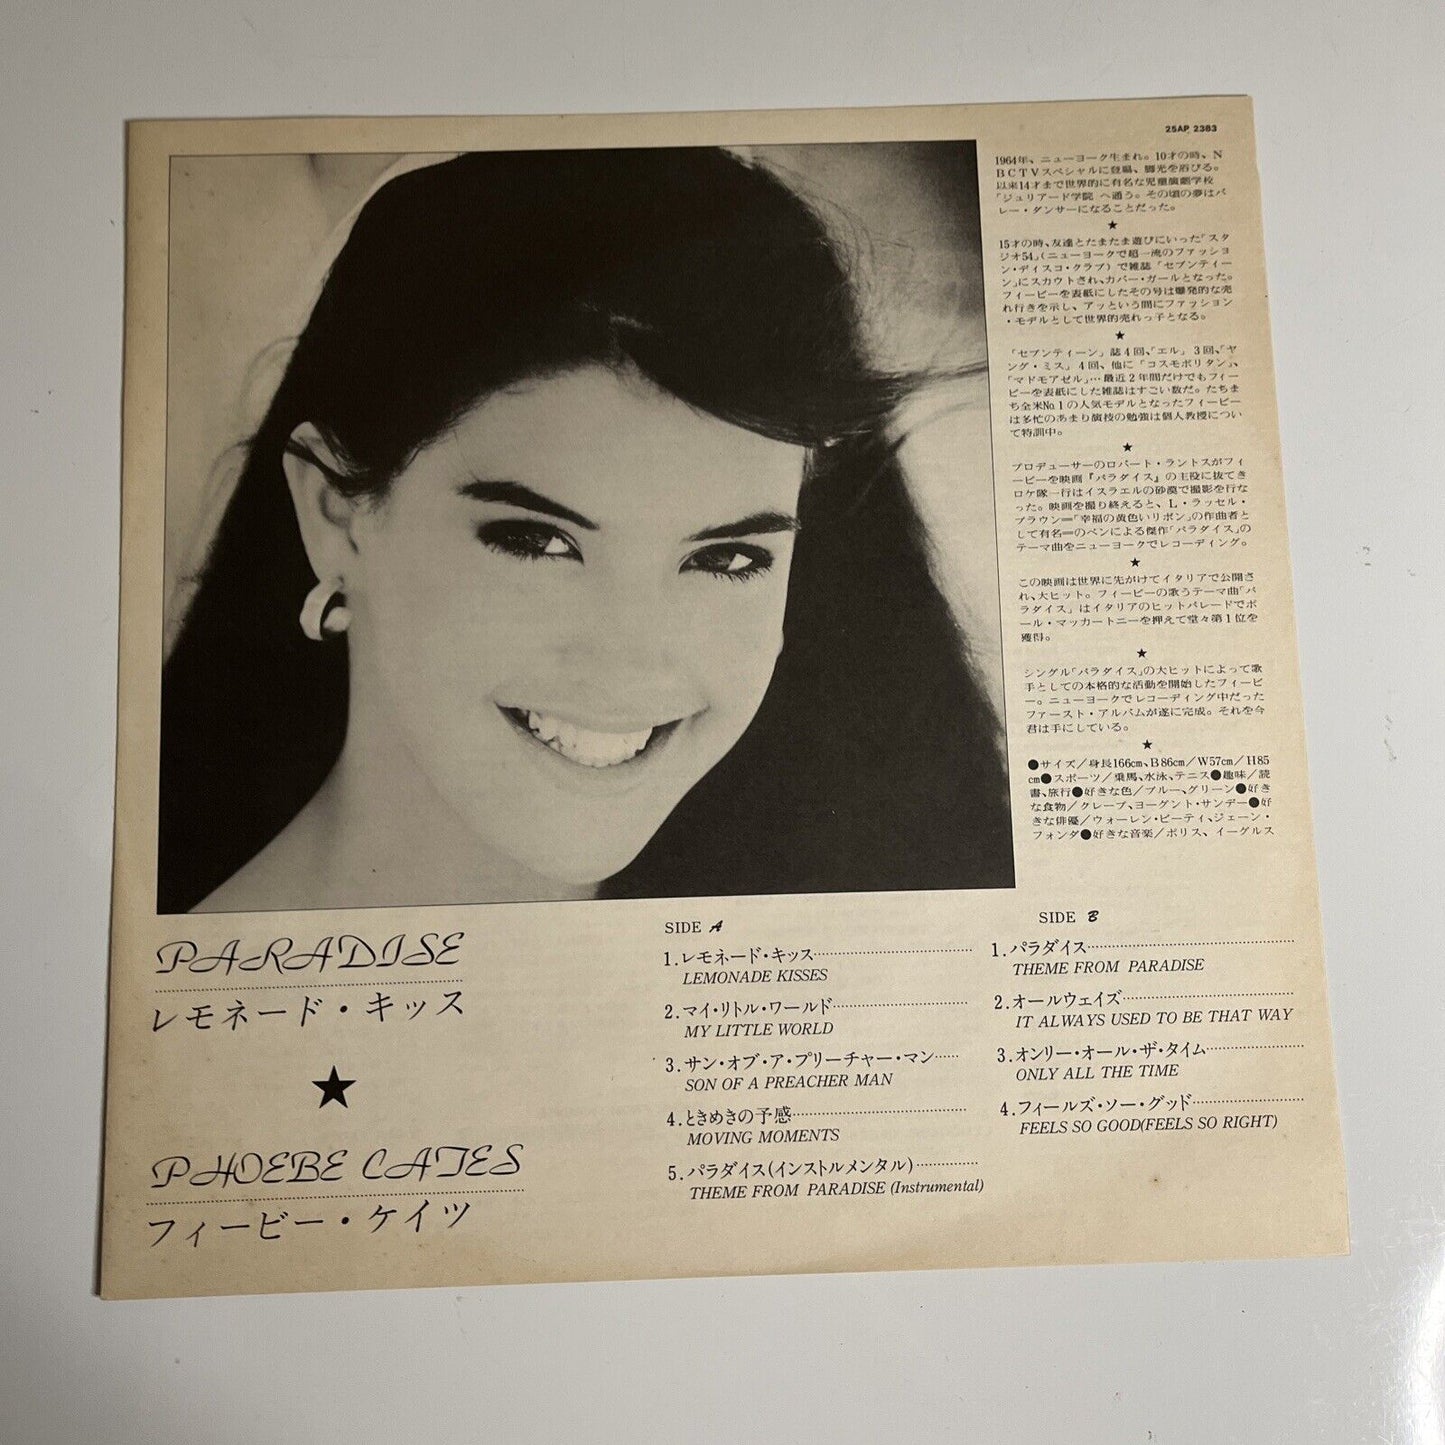 25AP 2383
1964年、ニューヨーク生まれ。10才の時、N
BCTVスペシャルに登場、脚光を浴びる。
以来14才まで世界的に有名な児童演劇学校
「ジュリアード学院 へ通う。その頃の夢はバ
レー・ダンサーになることだった。
★
15才の時、友達とたまたま遊びにいった「スタ
ジオ54」(ニューヨークで超一流のファッショ
ン・ディスコ・クラブ)で雑誌「セブンティー
ン」にスカウトされ、カバー・ガールとなった。
フィービーを表紙にしたその号は爆発的な売
れ行きを示し、アッという間にファッション
・モデルとして世界的売れっ子となる。
★
「セブンティーン」誌4回、「エル」3回、「ヤ
ング・ミス」4回、他に「コスモポリタン」、
「マドモアゼル」…最近2年間だけでもフィー
ビーを表紙にした雑誌はすごい数だ。たちま
ち全米No.1の人気モデルとなったフィービー
は多忙のあまり演技の勉強は個人教授につい
て特訓中。
★
プロデューサーのロバート・ラントスがフィ
ービーを映画『パラダイス』の主役に抜てき
ロケ隊一行はイスラエルの砂漠で撮影を行な
った。映画を撮り終えると、L・ラッセル・
ブラウン＝「幸福の黄色いリボン」の作曲者と
して有名＝のペンによる傑作「パラダイス」の
テーマ曲をニューヨークでレコーディング。
★
この映画は世界に先がけてイタリアで公開さ
れ、大ヒット。フィービーの歌うテーマ曲「パ
ラダイス」はイタリアのヒットパレードでポ
ール・マッカートニーを押えて堂々第1位を
獲得。
★
シングル「パラダイス」の大ヒットによって歌
手としての本格的な活動を開始したフィービ
ー。ニューヨークでレコーディング中だった
ファースト・アルバムが遂に完成。それを今
君は手にしている。
★
●サイズ／身長166cm、B86cm／W57cm／H85
cm●スポーツ／乗馬、水泳、テニス●趣味／読
書、旅行●好きな色／ブルー、グリーン●好き
な食物／クレープ、ヨーグント・サンデー●好
きな俳優／ウォーレン・ビーティ、ジェーン・
フォンダ●好きな音楽／ポリス、イーグルス
PARADISE
レモネード・キッス
★
PHOEBE CATES
フィービー・ケイツ
SIDE A
1.レモネード・キッス
LEMONADE KISSES
2.マイ・リトル・ワールド
MY LITTLE WORLD
3.サン・オブ・ア・プリーチャー・マン
SON OF A PREACHER MAN
4.ときめきの予感
MOVING MOMENTS
5.パラダイス(インストルメンタル)
THEME FROM PARADISE (Instrumental)
SIDE B
1.パラダイス
THEME FROM PARADISE
2.オールウェイズ
IT ALWAYS USED TO BE THAT WAY
3.オンリー・オール・ザ・タイム
ONLY ALL THE TIME
4.フィールズ・ソー・グッド
FEELS SO GOOD(FEELS SO RIGHT)